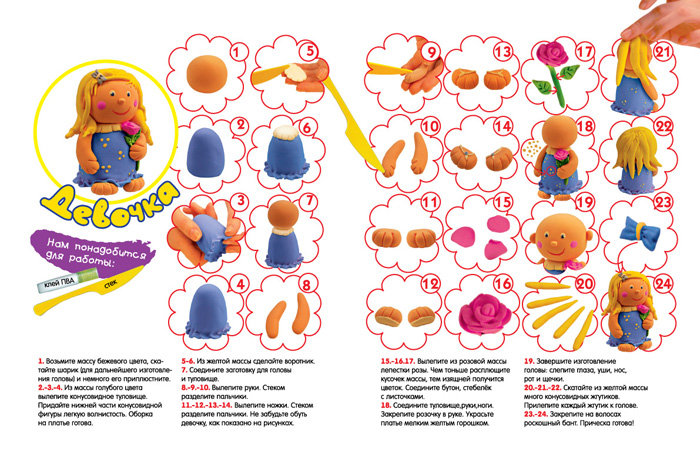 Девочка
Нам понадобится
для работы:
клей ПВА
стек
1
2
3
4
5
6
7
8
9
10
11
12
13
14
15
16
17
18
19
20
21
22
23
24
1. Возьмите массу бежевого цвета, ска-
тайте шарик (для дальнейшего изготовле-
ния головы) и немного его приплюстните.
2.-3.-4. Из массы голубого цвета
вылепите конусовидное туловище.
Придайте нижней части конусовидной
фигуры легкую волнистость. Оборка
на платье готова.
5-6. Из желтой массы сделайте воротник.
7. Соедините заготовку для головы
и туловище.
8.-9.-10. Вылепите руки. Стеком
разделите пальчики.
11.-12.-13.-14. Вылепите ножки. Стеком
разделите пальчики. Не забудьте обуть
девочку, как показано на рисунках.
15.-16.17. Вылепите из розовой массы
лепестки розы. Чем тоньше расплющите
кусочек массы, тем изящней получится
цветок. Соедините бутон, стебелёк
с листочками.
18. Соедините туловище,руки,ноги.
Закрепите розочку в руке. Украсьте
платье мелким желтым горошком.
19. Завершите изготовление
головы: слепите глаза, уши, нос,
рот и щечки.
20.-21.-22. Скатайте из желтой массы
много конусовидных жгутиков.
Прилепите каждый жгутик к голове.
23.-24. Закрепите на волосах
роскошный бант. Прическа готова!